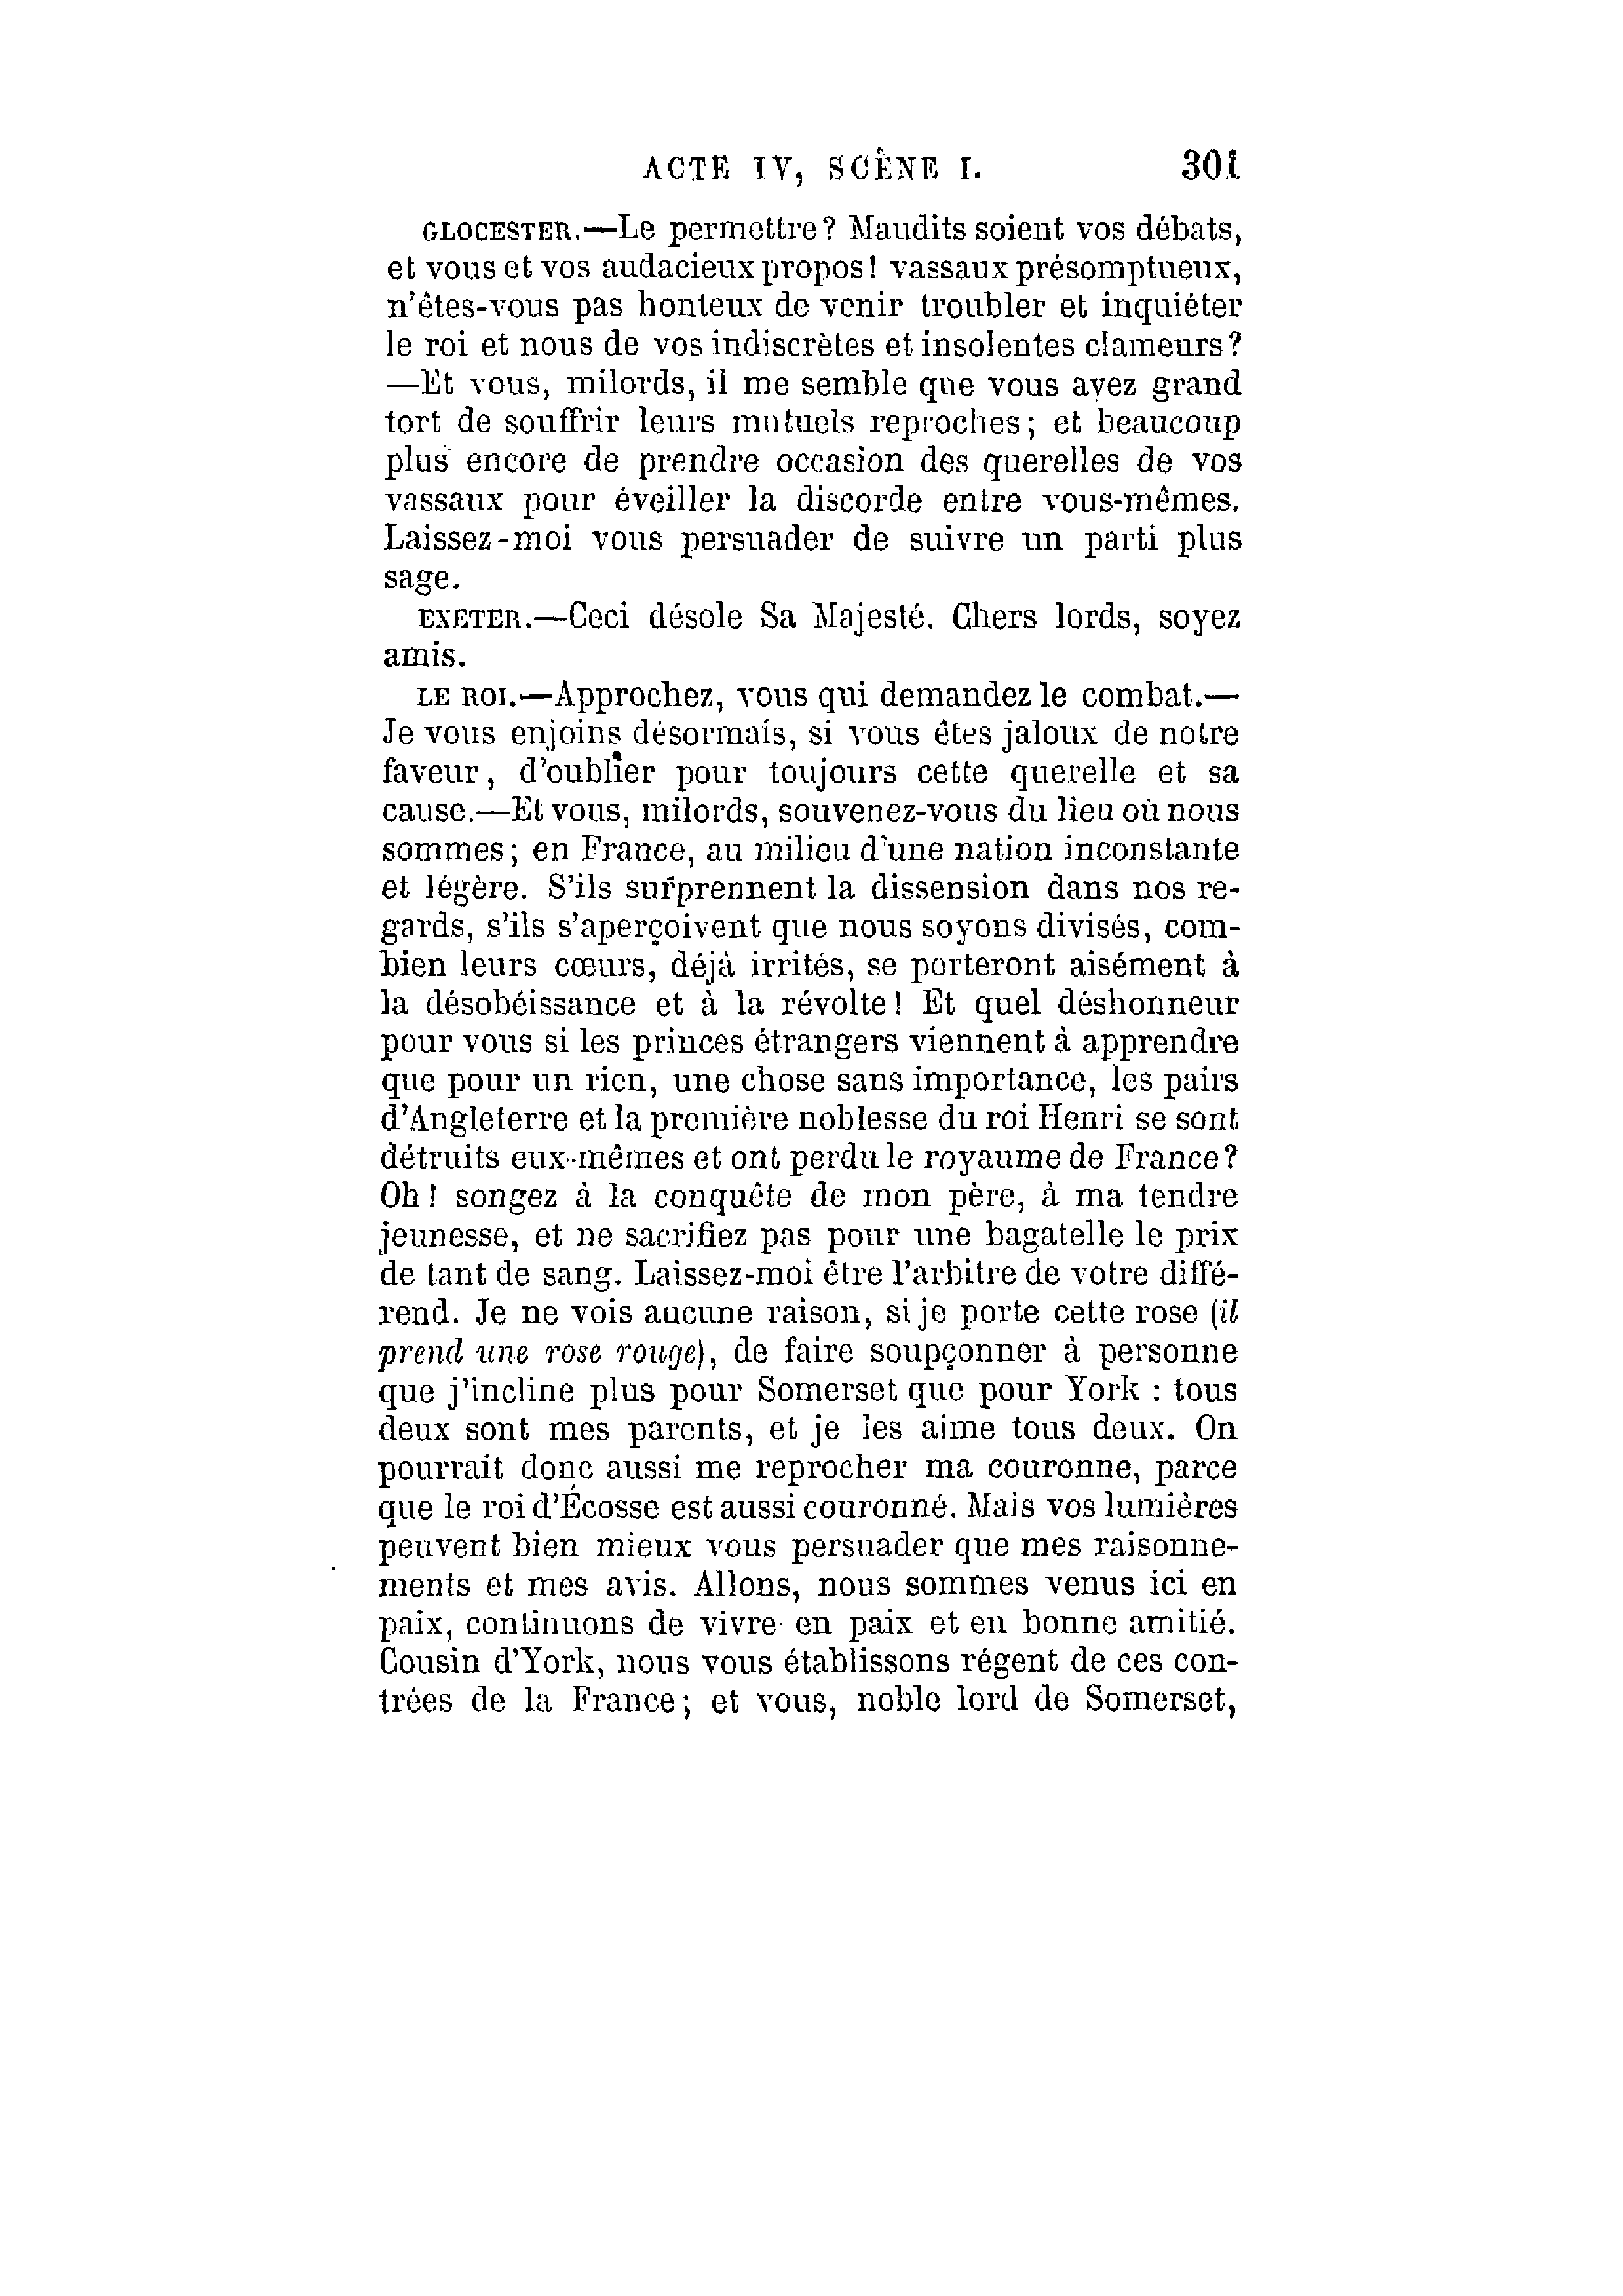 ACTE IV, SCÈNE I. 301
GLOCESTER.—Le permettre? Maudits soient vos débats,
et vous et vos audacieux propos! vassaux présomptueux,
n'êtes-vous pas honteux de venir troubler et inquiéter
le roi et nous de vos indiscrètes et insolentes clameurs?
—Et vous, milords, il me semble que vous avez grand
tort de souffrir leurs mutuels reproches; et beaucoup
plus encore de prendre occasion des querelles de vos
vassaux pour éveiller la discorde entre vous-mêmes.
Laissez-moi vous persuader de suivre un parti plus
sage.
EXETER.—Ceci désole Sa Majesté. Chers lords, soyez
amis.
LE ROI.—Approchez, vous qui demandez le combat.—
Je vous enjoins désormais, si vous êtes jaloux de notre
faveur, d'oublier pour toujours cette querelle et sa
cause.—Et vous, milords, souvenez-vous du lieu où nous
sommes; en France, au milieu d'une nation inconstante
et légère. S'ils surprennent la dissension dans nos re-
gards, s'ils s'aperçoivent que nous soyons divisés, com-
bien leurs cœurs, déjà irrités, se porteront aisément à
la désobéissance et à la révolte! Et quel déshonneur
pour vous si les princes étrangers viennent à apprendre
que pour un rien, une chose sans importance, les pairs
d'Angleterre et la première noblesse du roi Henri se sont
détruits eux-mêmes et ont perdu le royaume de France?
Oh! songez à la conquête de mon père, à ma tendre
jeunesse, et ne sacrifiez pas pour une bagatelle le prix
de tant de sang. Laissez-moi être l'arbitre de votre diffé-
rend. Je ne vois aucune raison, si je porte cette rose (il
prend une rose rouge), de faire soupçonner à personne
que j'incline plus pour Somerset que pour York : tous
deux sont mes parents, et je les aime tous deux. On
pourrait donc aussi me reprocher ma couronne, parce
que le roi d'Écosse est aussi couronné. Mais vos lumières
peuvent bien mieux vous persuader que mes raisonne-
ments et mes avis. Allons, nous sommes venus ici en
paix, continuons de vivre en paix et en bonne amitié.
Cousin d'York, nous vous établissons régent de ces con-
trées de la France; et vous, noble lord de Somerset,